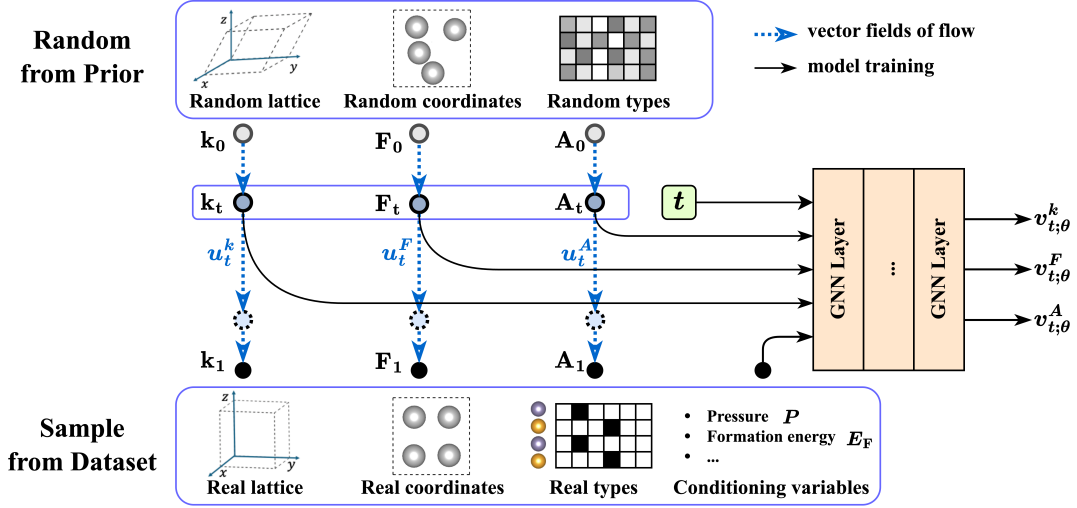 Random
from Prior
z
x
y
Random lattice
Random coordinates
Random types
vector fields of flow
model training
k0
F0
A0
kt
Ft
At
t
u_t^k
u_t^F
u_t^A
k1
F1
A1
GNN Layer
...
GNN Layer
v_{t;θ}^k
v_{t;θ}^F
v_{t;θ}^A
Sample
from Dataset
z
x
y
Real lattice
Real coordinates
Real types
• Pressure P
• Formation energy E_F
• ...
Conditioning variables